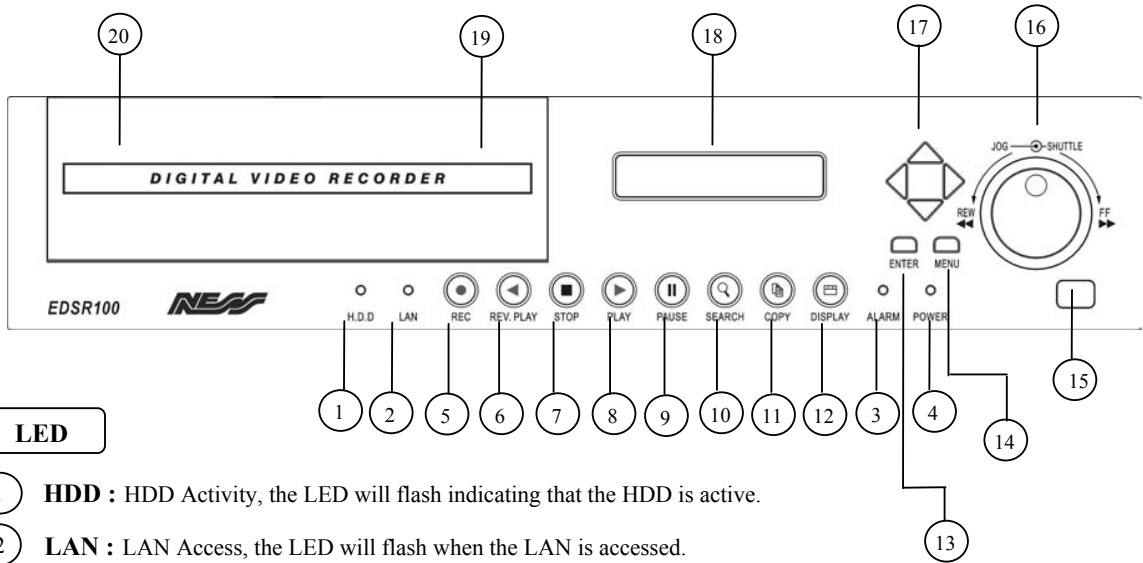 20 19 18 17 16
JOG SHUTTLE
DIGITAL VIDEO RECORDER
REW FF
ENTER MENU
EDSR100 NESS
H.D.D LAN REC REV. PLAY STOP PLAY PAUSE SEARCH COPY DISPLAY ALARM POWER
15
1 2 5 6 7 8 9 10 11 12 3 4
14
LED
HDD : HDD Activity, the LED will flash indicating that the HDD is active.
2 LAN : LAN Access, the LED will flash when the LAN is accessed.
13